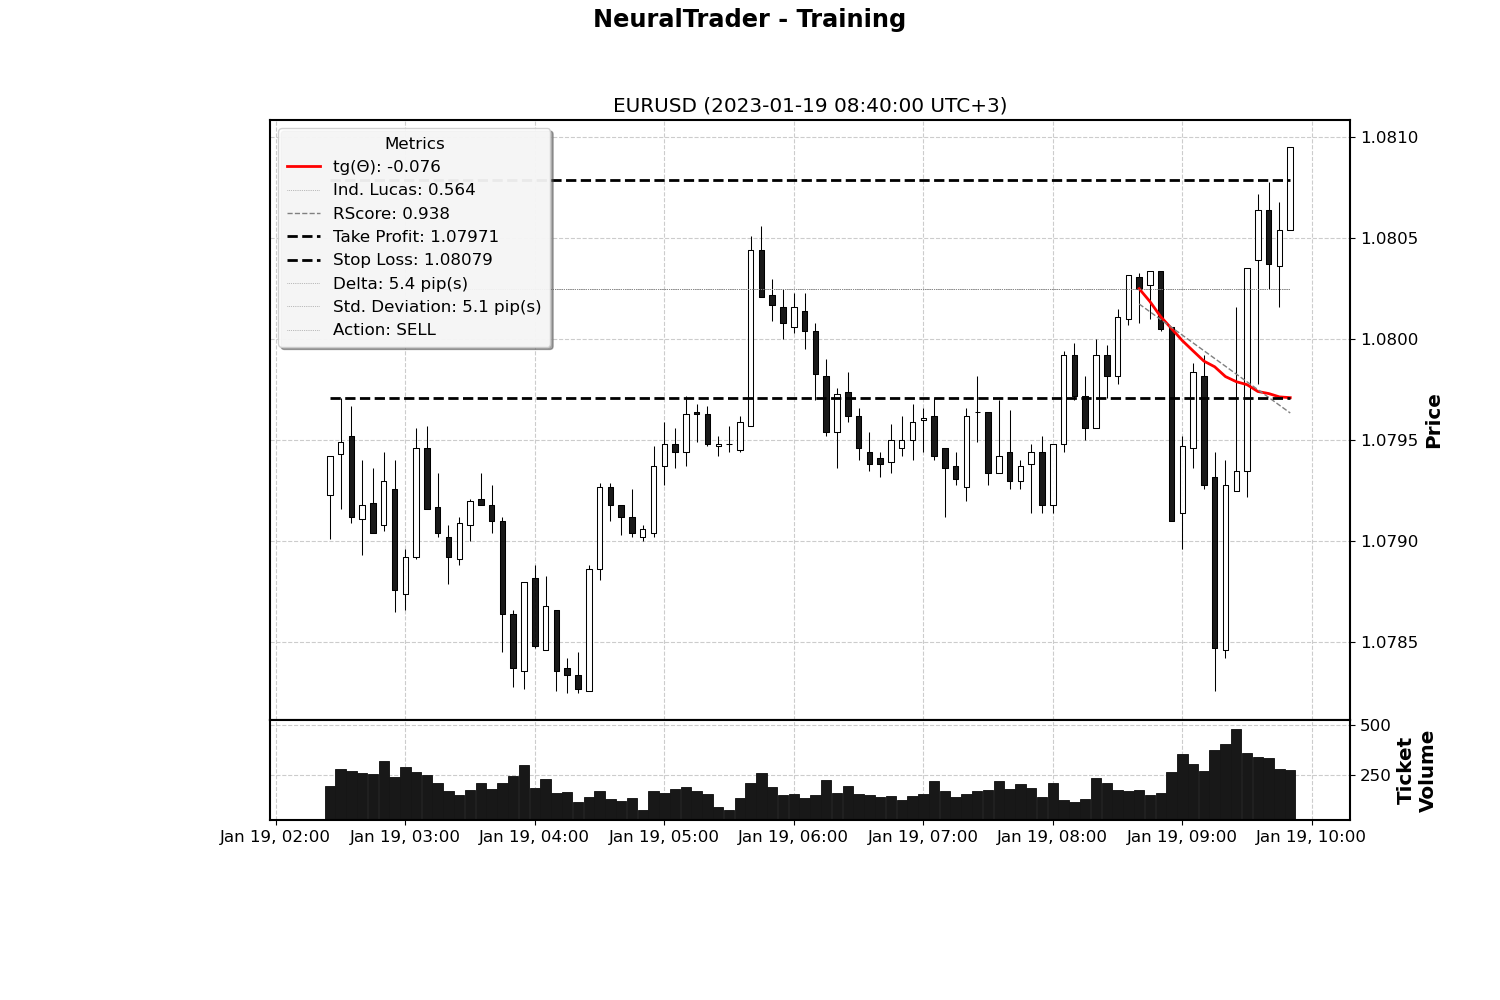 NeuralTrader - Training
EURUSD (2023-01-19 08:40:00 UTC+3)
Metrics
tg(Θ): -0.076
Ind. Lucas: 0.564
RScore: 0.938
Take Profit: 1.07971
Stop Loss: 1.08079
Delta: 5.4 pip(s)
Std. Deviation: 5.1 pip(s)
Action: SELL
1.0810
1.0805
1.0800
1.0795
1.0790
1.0785
Price
500
250
Ticket
Volume
Jan 19, 02:00
Jan 19, 03:00
Jan 19, 04:00
Jan 19, 05:00
Jan 19, 06:00
Jan 19, 07:00
Jan 19, 08:00
Jan 19, 09:00
Jan 19, 10:00